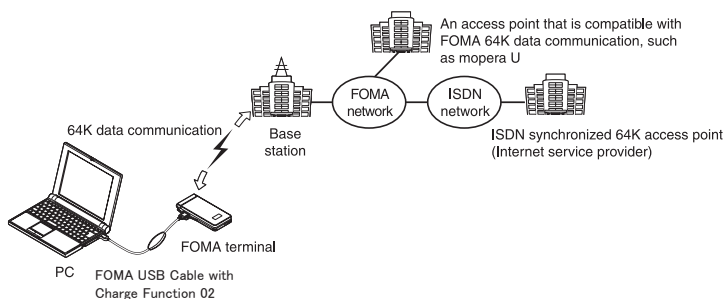 An access point that is compatible with
FOMA 64K data communication, such
as mopera U
FOMA
network
ISDN
network
64K data communication
Base
station
ISDN synchronized 64K access point
(Internet service provider)
FOMA terminal
PC
FOMA USB Cable with
Charge Function 02